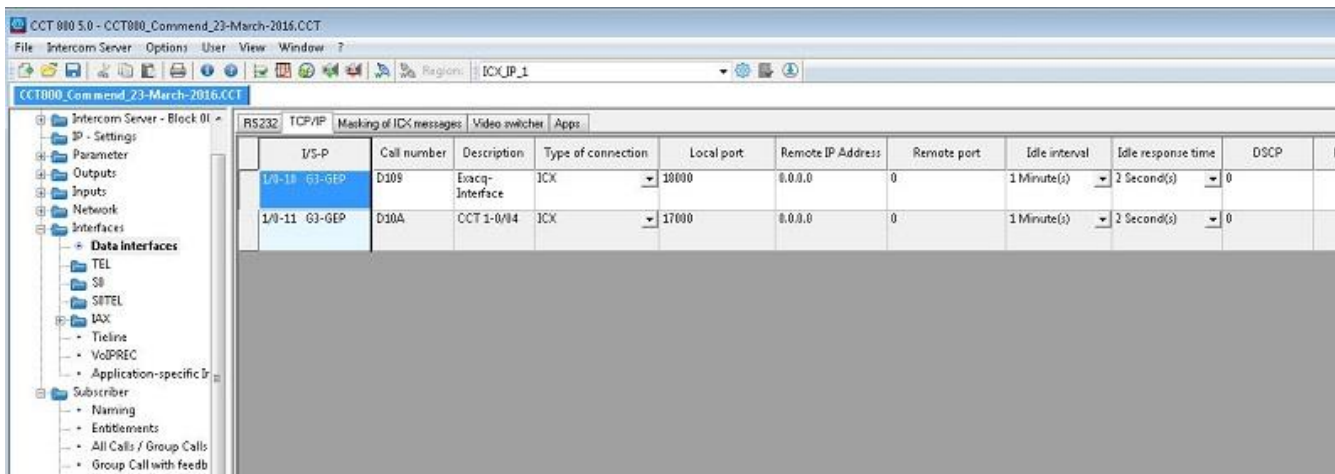 CCT 800 5.0 - CCT800_Commend_23-March-2016.CCT
File Intercom Server Options User View Window ?
Region: ICX_IP_1
CCT800_Commend_23-March-2016.CCT
Intercom Server - Block 0
IP - Settings
Parameter
Outputs
Inputs
Network
Interfaces
Data interfaces
TEL
S0
S0TEL
IAX
Tieline
VoIPREC
Application-specific Ir
Subscriber
Naming
Entitlements
All Calls / Group Calls
Group Call with feedb
RS232 TCP/IP Masking of ICX messages Video switcher Apps
I/S-P Call number Description Type of connection Local port Remote IP Address Remote port Idle interval Idle response time DSCP
1/0-10 G3-GEP D109 Exacq-Interface ICX 18000 0.0.0.0 0 1 Minute(s) 2 Second(s) 0
1/0-11 G3-GEP D10A CCT 1-0/04 ICX 17000 0.0.0.0 0 1 Minute(s) 2 Second(s) 0